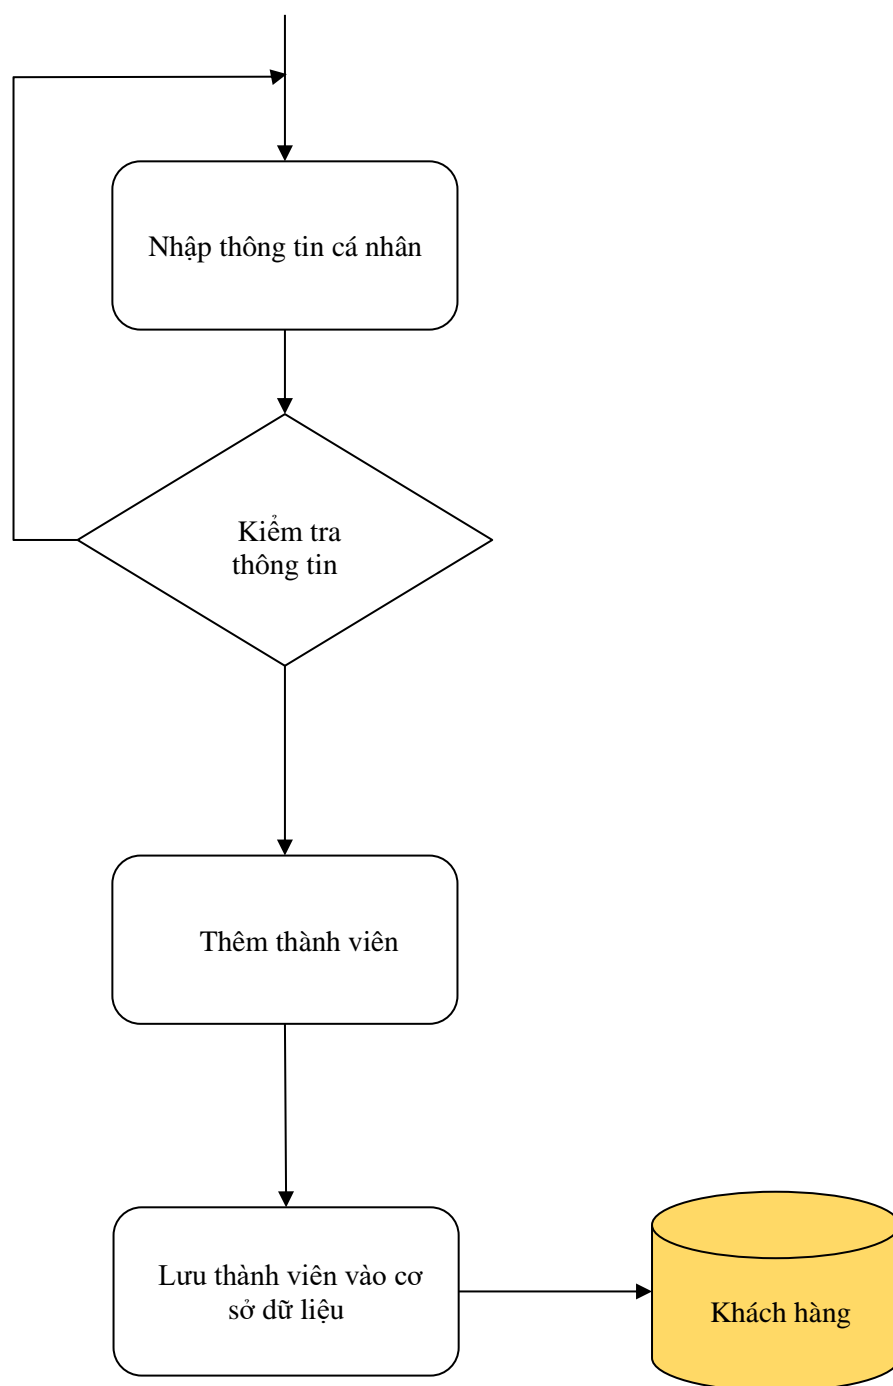 Nhập thông tin cá nhân
Kiểm tra
thông tin
Thêm thành viên
Lưu thành viên vào cơ
sở dữ liệu
Khách hàng